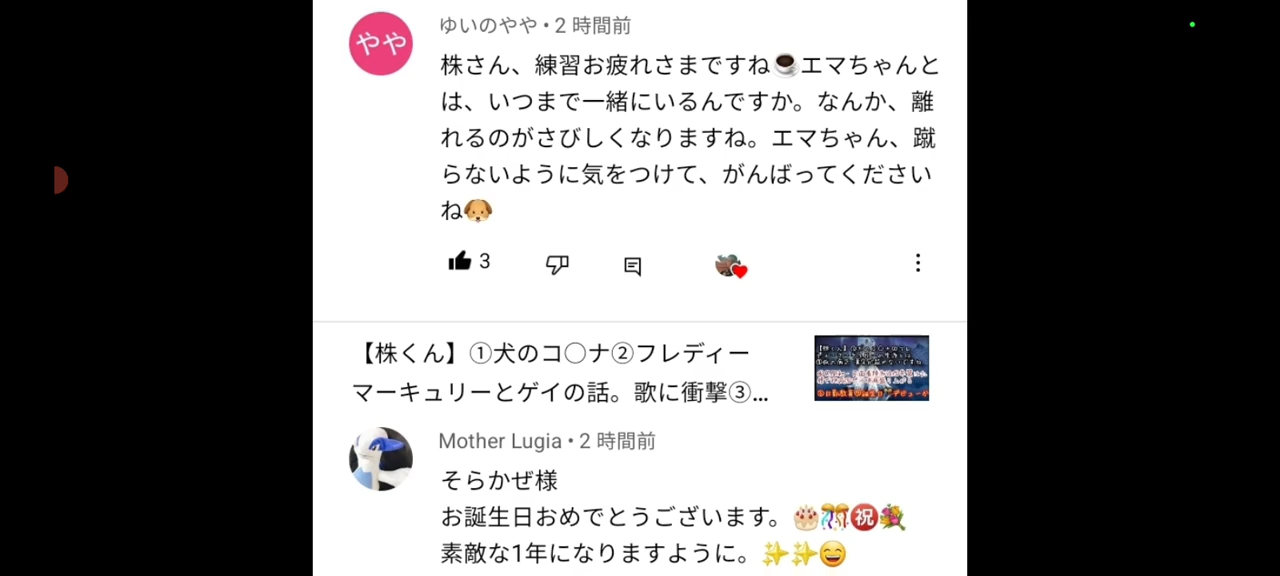 やや
ゆいのやや • 2 時間前
株さん、練習お疲れさまですね☕エマちゃんと
は、いつまで一緒にいるんですか。なんか、離
れるのがさびしくなりますね。エマちゃん、蹴
らないように気をつけて、がんばってください
ね🐶
3
【株くん】①犬のコ〇ナ②フレディー
マーキュリーとゲイの話。歌に衝撃③...
Mother Lugia • 2 時間前
そらかぜ様
お誕生日おめでとうございます。🎂🎊㊗💐
素敵な1年になりますように。✨✨😄